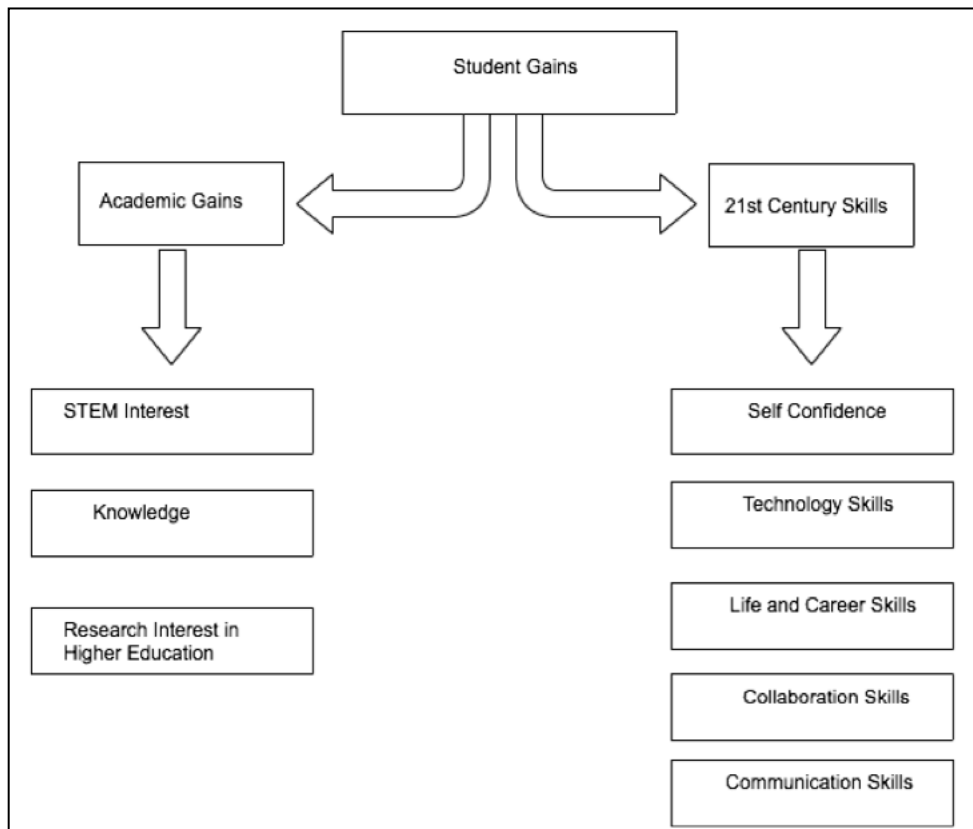 Student Gains
Academic Gains
21st Century Skills
STEM Interest
Knowledge
Research Interest in
Higher Education
Self Confidence
Technology Skills
Life and Career Skills
Collaboration Skills
Communication Skills